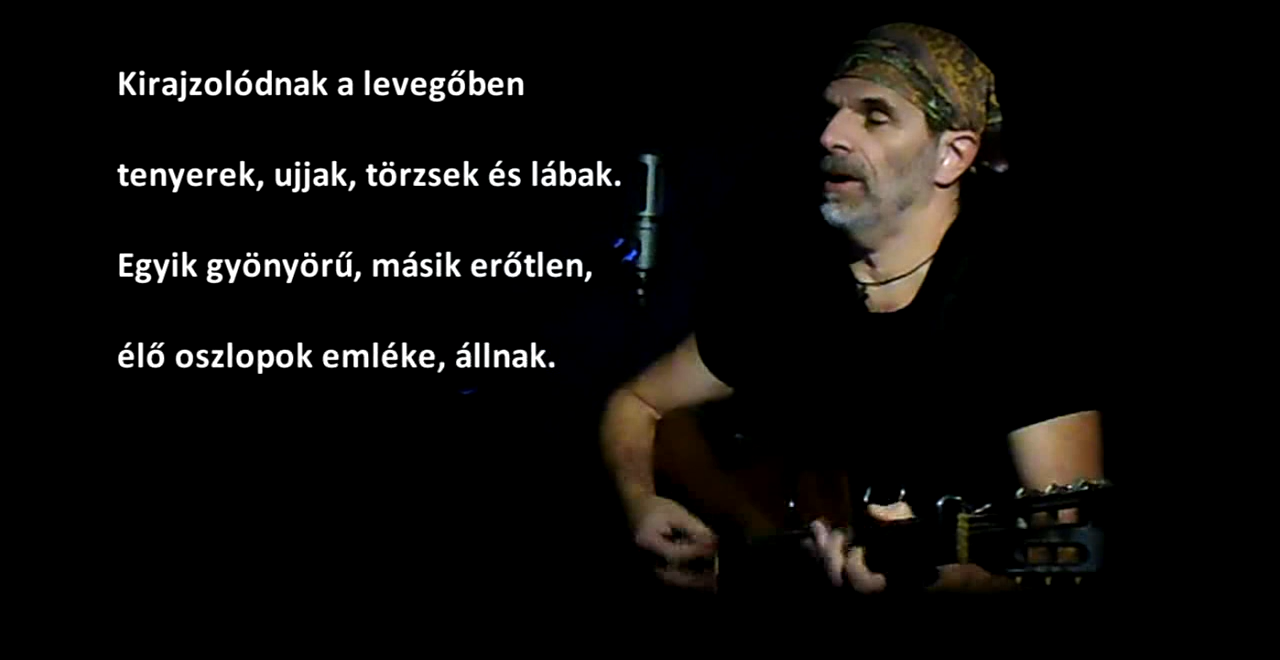 Kirajzolódnak a levegőben
tenyerek, ujjak, törzsek és lábak.
Egyik gyönyörű, másik erőtlen,
élő oszlopok emléke, állnak.